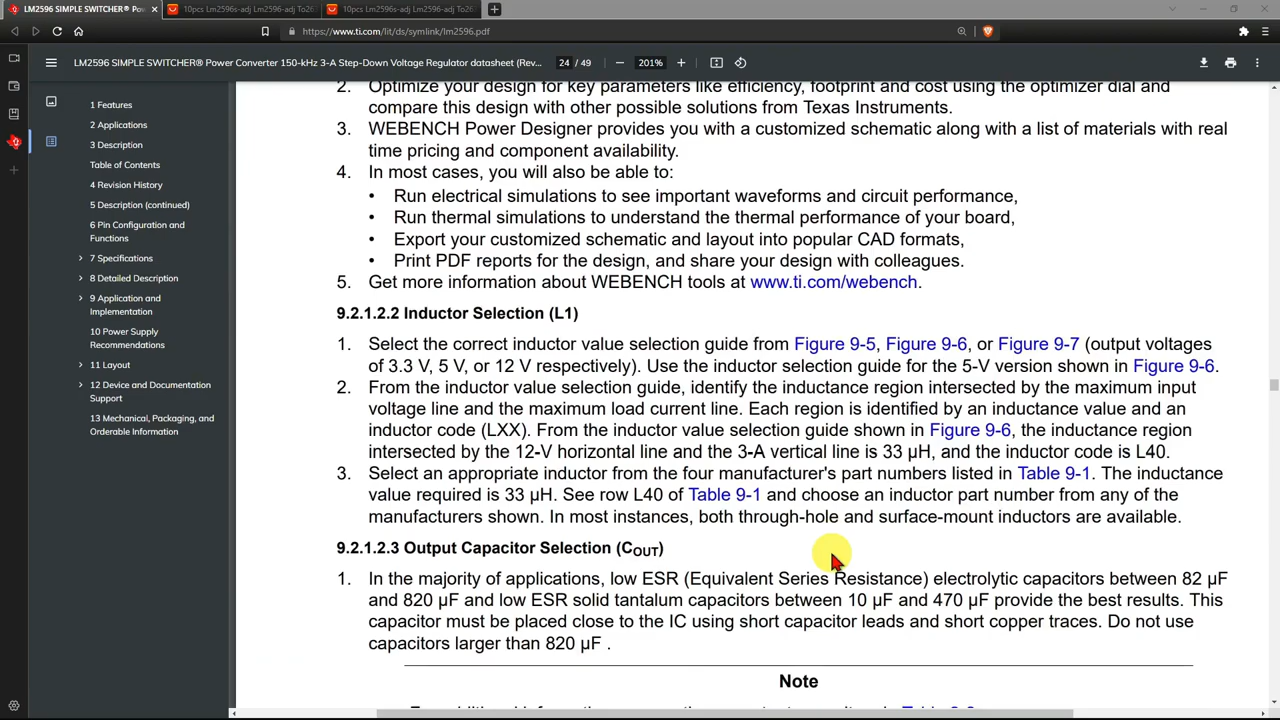 LM2596 SIMPLE SWITCHER® Pow
10pcs Lm2596s-adj Lm2596-adj To26
10pcs Lm2596s-adj Lm2596-adj To26
https://www.ti.com/lit/ds/symlink/lm2596.pdf
LM2596 SIMPLE SWITCHER® Power Converter 150-kHz 3-A Step-Down Voltage Regulator datasheet (Rev...
24 / 49
201%
1 Features
2 Applications
3 Description
Table of Contents
4 Revision History
5 Description (continued)
6 Pin Configuration and
Functions
7 Specifications
8 Detailed Description
9 Application and
Implementation
10 Power Supply
Recommendations
11 Layout
12 Device and Documentation
Support
13 Mechanical, Packaging, and
Orderable Information
2. Optimize your design for key parameters like efficiency, footprint and cost using the optimizer dial and
compare this design with other possible solutions from Texas Instruments.
3. WEBENCH Power Designer provides you with a customized schematic along with a list of materials with real
time pricing and component availability.
4. In most cases, you will also be able to:
• Run electrical simulations to see important waveforms and circuit performance,
• Run thermal simulations to understand the thermal performance of your board,
• Export your customized schematic and layout into popular CAD formats,
• Print PDF reports for the design, and share your design with colleagues.
5. Get more information about WEBENCH tools at www.ti.com/webench.
9.2.1.2.2 Inductor Selection (L1)
1. Select the correct inductor value selection guide from Figure 9-5, Figure 9-6, or Figure 9-7 (output voltages
of 3.3 V, 5 V, or 12 V respectively). Use the inductor selection guide for the 5-V version shown in Figure 9-6.
2. From the inductor value selection guide, identify the inductance region intersected by the maximum input
voltage line and the maximum load current line. Each region is identified by an inductance value and an
inductor code (LXX). From the inductor value selection guide shown in Figure 9-6, the inductance region
intersected by the 12-V horizontal line and the 3-A vertical line is 33 μH, and the inductor code is L40.
3. Select an appropriate inductor from the four manufacturer's part numbers listed in Table 9-1. The inductance
value required is 33 μH. See row L40 of Table 9-1 and choose an inductor part number from any of the
manufacturers shown. In most instances, both through-hole and surface-mount inductors are available.
9.2.1.2.3 Output Capacitor Selection (COUT)
1. In the majority of applications, low ESR (Equivalent Series Resistance) electrolytic capacitors between 82 μF
and 820 μF and low ESR solid tantalum capacitors between 10 μF and 470 μF provide the best results. This
capacitor must be placed close to the IC using short capacitor leads and short copper traces. Do not use
capacitors larger than 820 μF .
Note